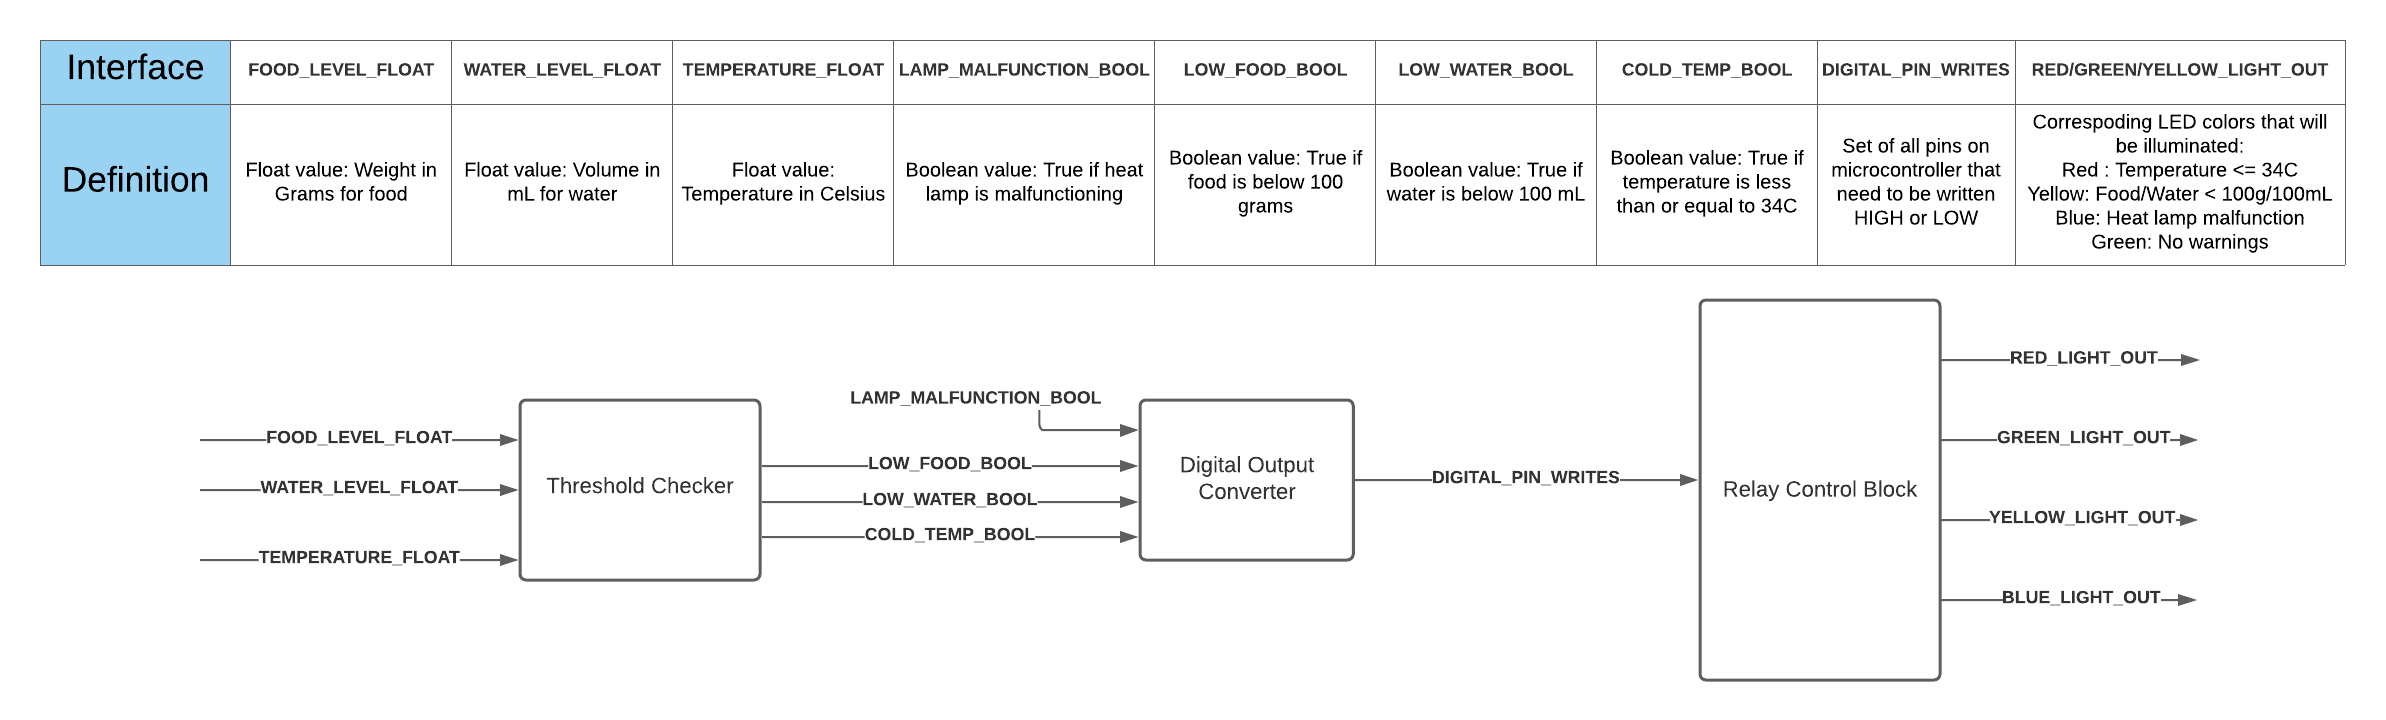 Interface
FOOD_LEVEL_FLOAT
WATER_LEVEL_FLOAT
TEMPERATURE_FLOAT
LAMP_MALFUNCTION_BOOL
LOW_FOOD_BOOL
LOW_WATER_BOOL
COLD_TEMP_BOOL
DIGITAL_PIN_WRITES
RED/GREEN/YELLOW_LIGHT_OUT
Definition
Float value: Weight in
Grams for food
Float value: Volume in
mL for water
Float value:
Temperature in Celsius
Boolean value: True if heat
lamp is malfunctioning
Boolean value: True if
food is below 100
grams
Boolean value: True if
water is below 100 mL
Boolean value: True if
temperature is less
than or equal to 34C
Set of all pins on
microcontroller that
need to be written
HIGH or LOW
Correspoding LED colors that will
be illuminated:
Red : Temperature <= 34C
Yellow: Food/Water < 100g/100mL
Blue: Heat lamp malfunction
Green: No warnings
FOOD_LEVEL_FLOAT
WATER_LEVEL_FLOAT
TEMPERATURE_FLOAT
Threshold Checker
LAMP_MALFUNCTION_BOOL
LOW_FOOD_BOOL
LOW_WATER_BOOL
COLD_TEMP_BOOL
Digital Output
Converter
DIGITAL_PIN_WRITES
Relay Control Block
RED_LIGHT_OUT
GREEN_LIGHT_OUT
YELLOW_LIGHT_OUT
BLUE_LIGHT_OUT